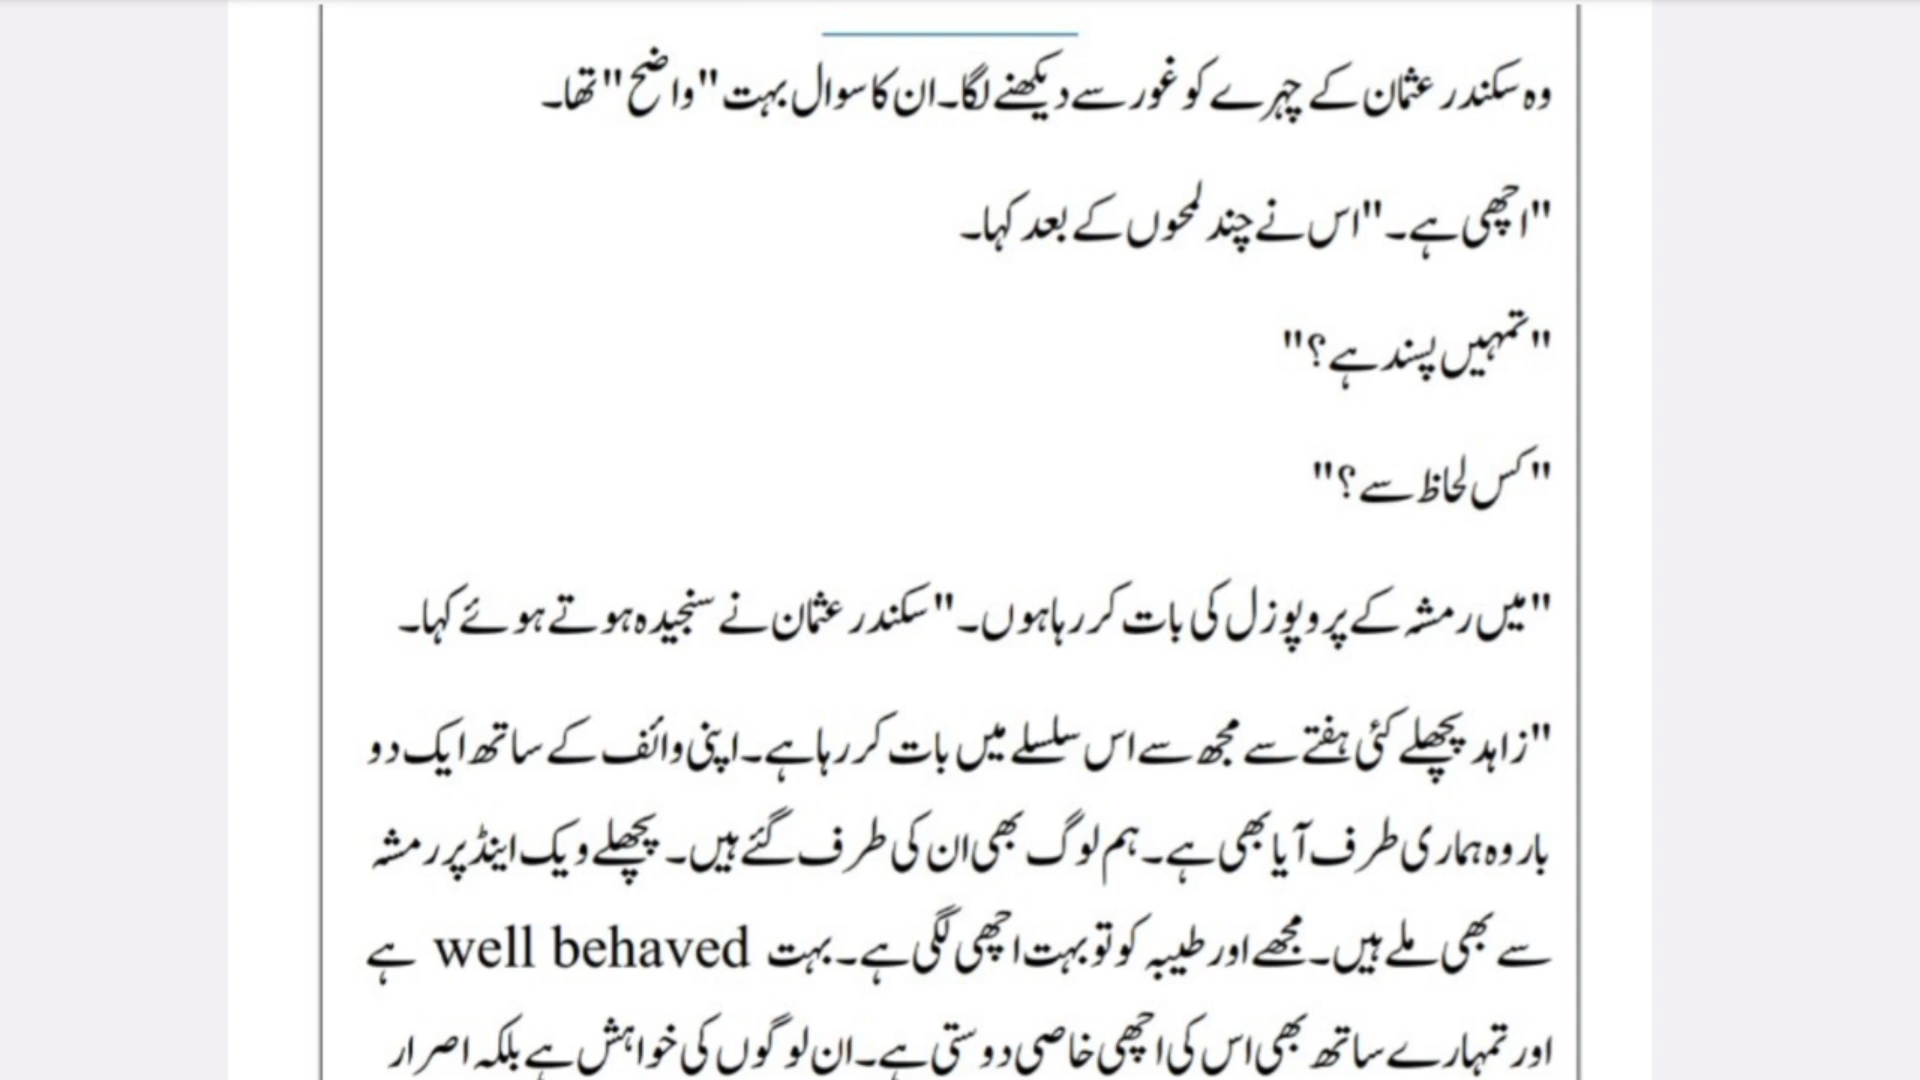 وہ سکندر عثمان کے چہرے کو غور سے دیکھنے لگا۔ان کا سوال بہت "واضح" تھا۔
"اچھی ہے۔"اس نے چند لمحوں کے بعد کہا۔
"تمہیں پسند ہے؟"
"کس لحاظ سے؟"
"میں رمشہ کے پروپوزل کی بات کر رہا ہوں۔"سکندر عثمان نے سنجیدہ ہوتے ہوئے کہا۔
"زاہد پچھلے کئی ہفتے سے مجھ سے اس سلسلے میں بات کر رہا ہے۔اپنی وائف کے ساتھ ایک دو
بار وہ ہماری طرف آیا بھی ہے۔ہم لوگ بھی ان کی طرف گئے ہیں۔پچھلے ویک اینڈ پر رمشہ
سے بھی ملے ہیں۔مجھے اور طیبہ کو تو بہت اچھی لگی ہے۔بہت well behaved ہے
اور تمہارے ساتھ بھی اس کی اچھی خاصی دوستی ہے۔ان لوگوں کی خواہش ہے بلکہ اصرار